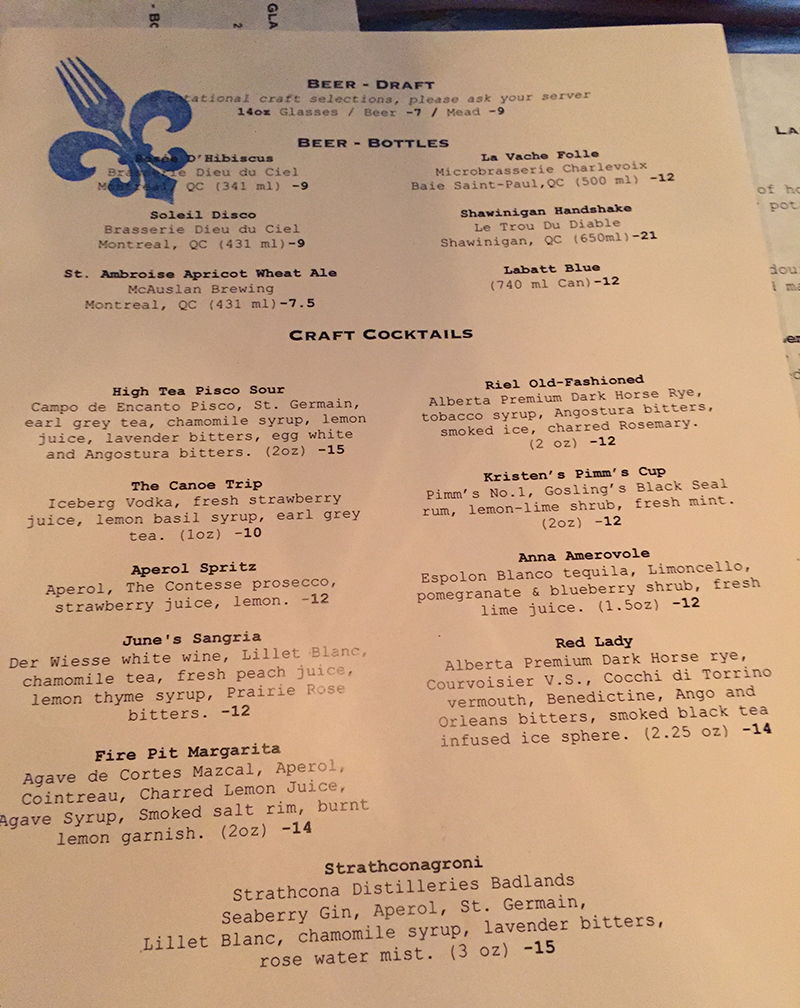 GLA
- Bo
2
BEER - DRAFT
rotational craft selections, please ask your server
14oz Glasses / Beer -7 / Mead -9
BEER - BOTTLES
Rosée D'Hibiscus
Brasserie Dieu du Ciel
Montreal, QC (341 ml) -9
Soleil Disco
Brasserie Dieu du Ciel
Montreal, QC (431 ml)-9
St. Ambroise Apricot Wheat Ale
McAuslan Brewing
Montreal, QC (431 ml)-7.5
La Vache Folle
Microbrasserie Charlevoix
Baie Saint-Paul,QC (500 ml) -12
Shawinigan Handshake
Le Trou Du Diable
Shawinigan, QC (650ml)-21
Labatt Blue
(740 ml Can)-12
CRAFT COCKTAILS
High Tea Pisco Sour
Campo de Encanto Pisco, St. Germain,
earl grey tea, chamomile syrup, lemon
juice, lavender bitters, egg white
and Angostura bitters. (2oz) -15
The Canoe Trip
Iceberg Vodka, fresh strawberry
juice, lemon basil syrup, earl grey
tea. (1oz) -10
Aperol Spritz
Aperol, The Contesse prosecco,
strawberry juice, lemon. -12
June's Sangria
Der Wiesse white wine, Lillet Blanc,
chamomile tea, fresh peach juice,
lemon thyme syrup, Prairie Rose
bitters. -12
Fire Pit Margarita
Agave de Cortes Mazcal, Aperol,
Cointreau, Charred Lemon Juice,
Agave Syrup, Smoked salt rim, burnt
lemon garnish. (2oz) -14
Riel Old-Fashioned
Alberta Premium Dark Horse Rye,
tobacco syrup, Angostura bitters,
smoked ice, charred Rosemary.
(2 oz) -12
Kristen's Pimm's Cup
Pimm's No.1, Gosling's Black Seal
rum, lemon-lime shrub, fresh mint.
(2oz) -12
Anna Amerovole
Espolon Blanco tequila, Limoncello,
pomegranate & blueberry shrub, fresh
lime juice. (1.5oz) -12
Red Lady
Alberta Premium Dark Horse rye,
Courvoisier V.S., Cocchi di Torrino
vermouth, Benedictine, Ango and
Orleans bitters, smoked black tea
infused ice sphere. (2.25 oz) -14
Strathconagroni
Strathcona Distilleries Badlands
Seaberry Gin, Aperol, St. Germain,
Lillet Blanc, chamomile syrup, lavender bitters,
rose water mist. (3 oz) -15
LA
of ho
pot